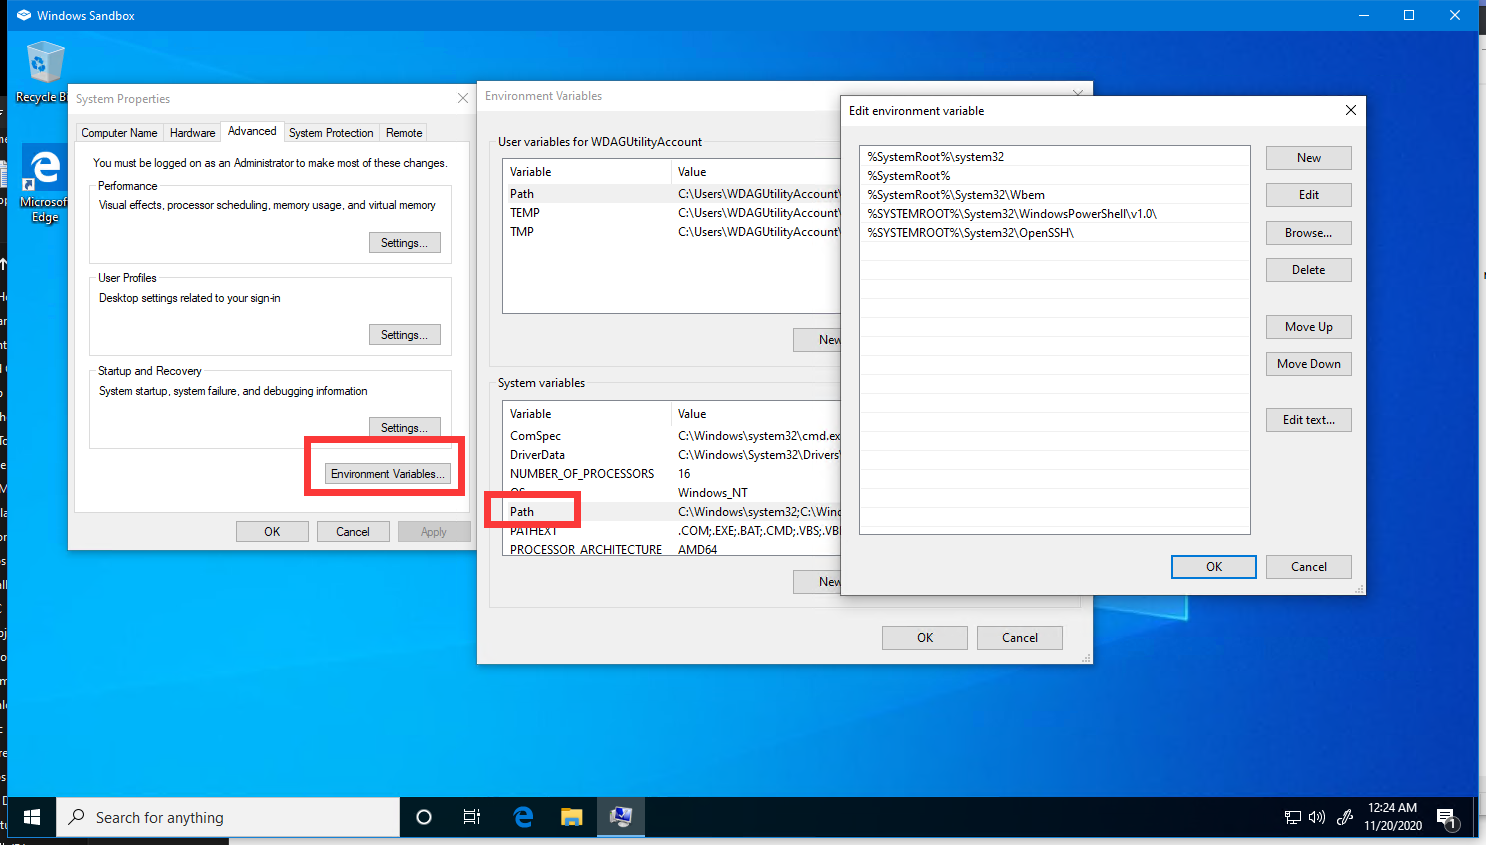 Windows Sandbox
Recycle Bi
Microsof
Edge
System Properties
Computer Name
Hardware
Advanced
System Protection
Remote
You must be logged on as an Administrator to make most of these changes.
Performance
Visual effects, processor scheduling, memory usage, and virtual memory
Settings...
User Profiles
Desktop settings related to your sign-in
Settings...
Startup and Recovery
System startup, system failure, and debugging information
Settings...
Environment Variables...
OK
Cancel
Apply
Environment Variables
User variables for WDAGUtilityAccount
Variable Value
Path C:\Users\WDAGUtilityAccount\
TEMP C:\Users\WDAGUtilityAccount\
TMP C:\Users\WDAGUtilityAccount\
New
System variables
Variable Value
ComSpec C:\Windows\system32\cmd.ex
DriverData C:\Windows\System32\Drivers\
NUMBER_OF_PROCESSORS 16
OS Windows_NT
Path C:\Windows\system32;C:\Wind
PATHEXT .COM;.EXE;.BAT;.CMD;.VBS;.VBE
PROCESSOR_ARCHITECTURE AMD64
New
OK
Cancel
Edit environment variable
%SystemRoot%\system32
%SystemRoot%
%SystemRoot%\System32\Wbem
%SYSTEMROOT%\System32\WindowsPowerShell\v1.0\
%SYSTEMROOT%\System32\OpenSSH\
New
Edit
Browse...
Delete
Move Up
Move Down
Edit text...
OK
Cancel
Search for anything
12:24 AM
11/20/2020
1